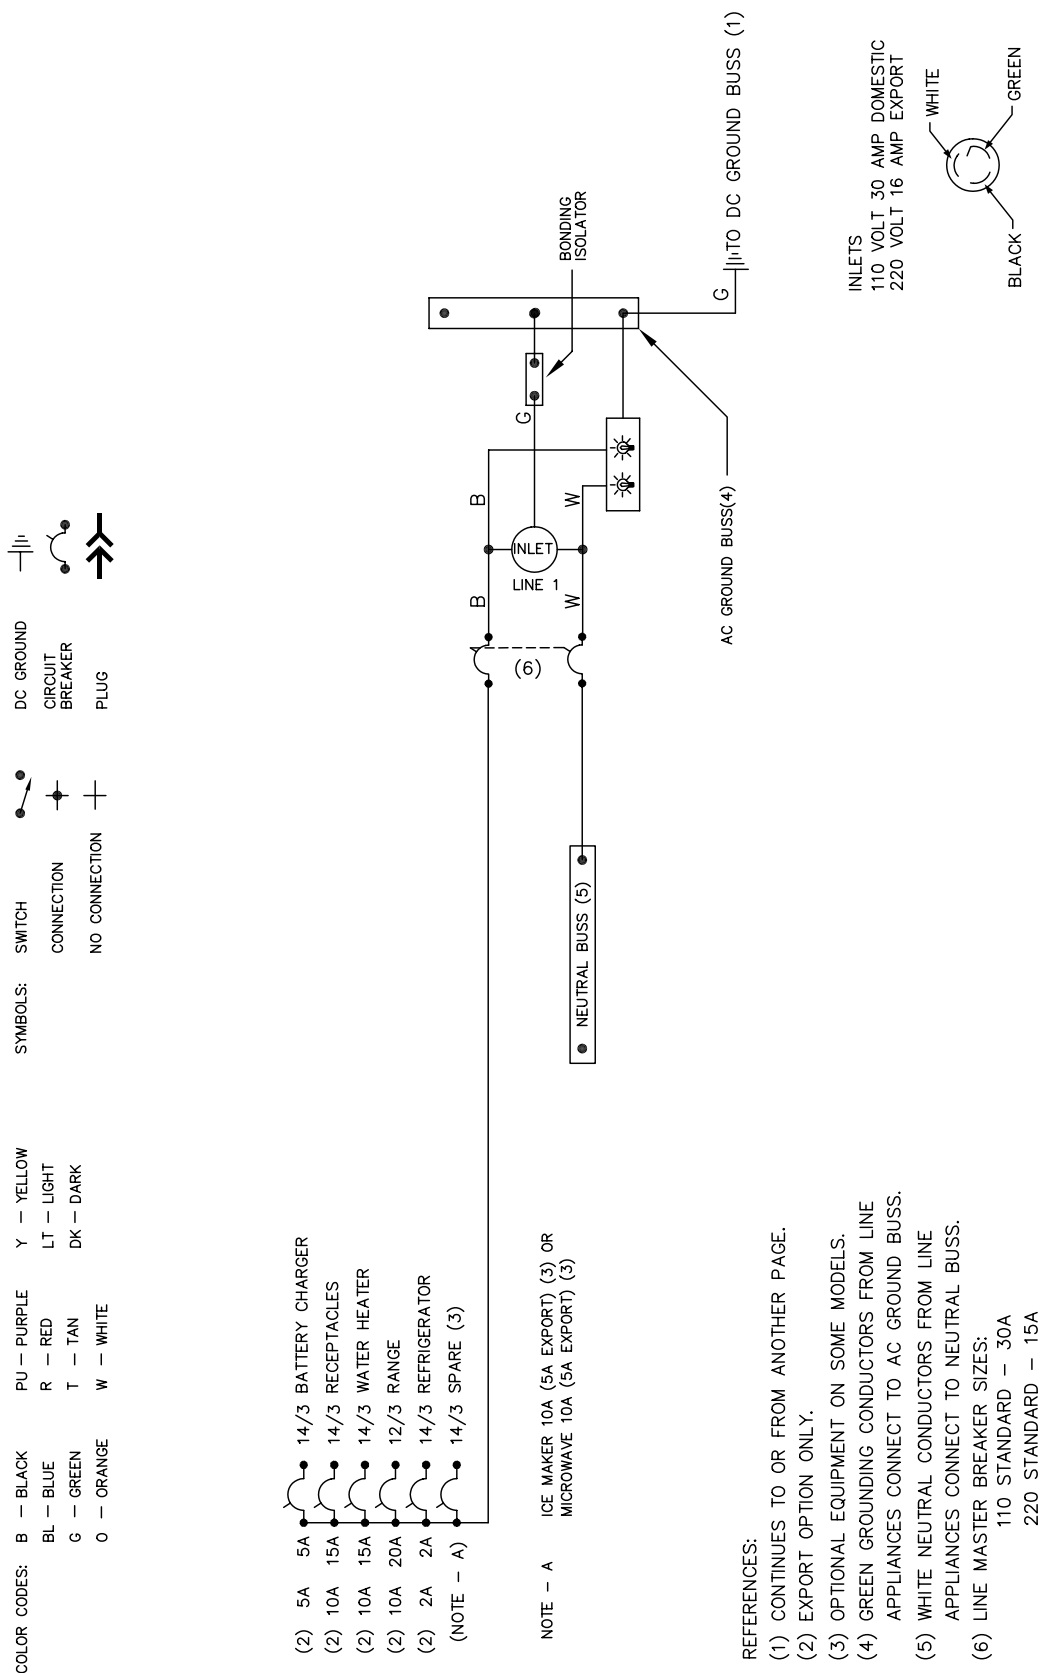 COLOR CODES: B – BLACK PU – PURPLE Y – YELLOW
BL – BLUE R – RED LT – LIGHT
G – GREEN T – TAN DK – DARK
O – ORANGE W – WHITE
SYMBOLS: SWITCH DC GROUND
CONNECTION CIRCUIT
BREAKER
NO CONNECTION PLUG
(2) 5A 5A 14/3 BATTERY CHARGER
(2) 10A 15A 14/3 RECEPTACLES
(2) 10A 15A 14/3 WATER HEATER
(2) 10A 20A 12/3 RANGE
(2) 2A 2A 14/3 REFRIGERATOR
(NOTE – A) 14/3 SPARE (3)
NOTE – A ICE MAKER 10A (5A EXPORT) (3) OR
MICROWAVE 10A (5A EXPORT) (3)
NEUTRAL BUSS (5)
(6)
B
B
W
W
INLET
LINE 1
G
BONDING
ISOLATOR
G
TO DC GROUND BUSS (1)
AC GROUND BUSS(4)
REFERENCES:
(1) CONTINUES TO OR FROM ANOTHER PAGE.
(2) EXPORT OPTION ONLY.
(3) OPTIONAL EQUIPMENT ON SOME MODELS.
(4) GREEN GROUNDING CONDUCTORS FROM LINE
APPLIANCES CONNECT TO AC GROUND BUSS.
(5) WHITE NEUTRAL CONDUCTORS FROM LINE
APPLIANCES CONNECT TO NEUTRAL BUSS.
(6) LINE MASTER BREAKER SIZES:
110 STANDARD – 30A
220 STANDARD – 15A
INLETS
110 VOLT 30 AMP DOMESTIC
220 VOLT 16 AMP EXPORT
WHITE
BLACK
GREEN